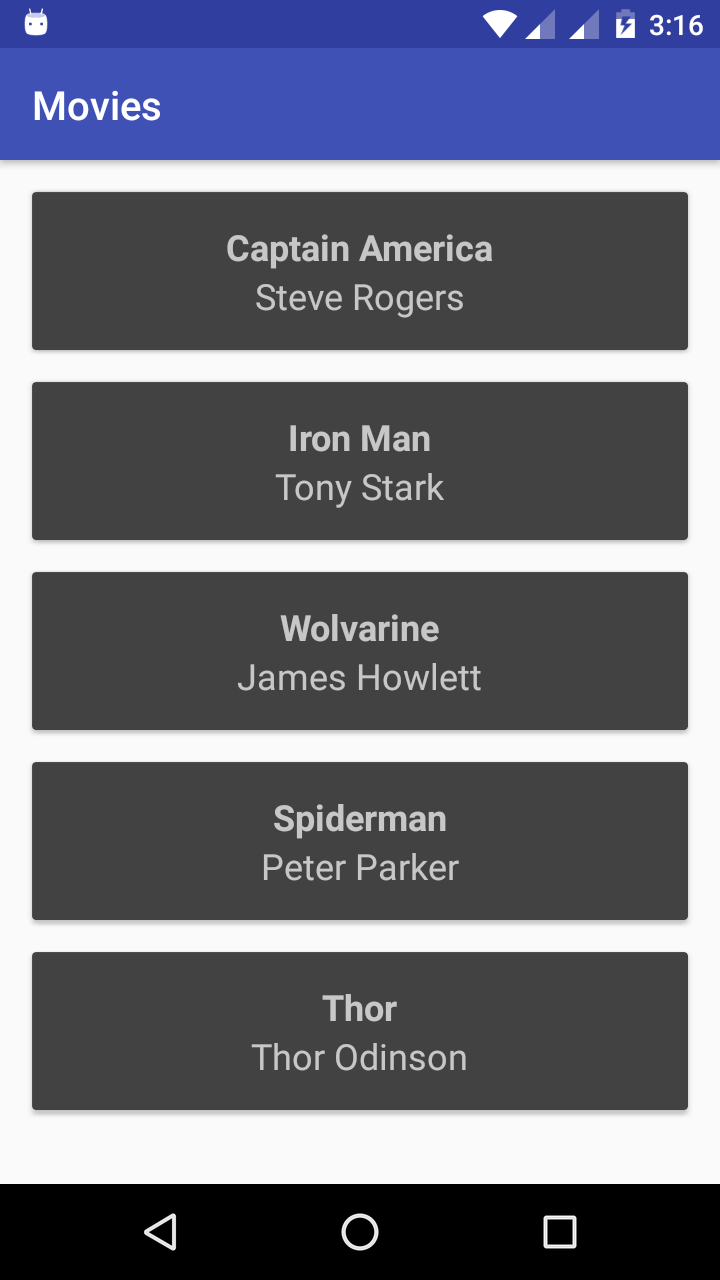 3:16
Movies
Captain America
Steve Rogers
Iron Man
Tony Stark
Wolvarine
James Howlett
Spiderman
Peter Parker
Thor
Thor Odinson